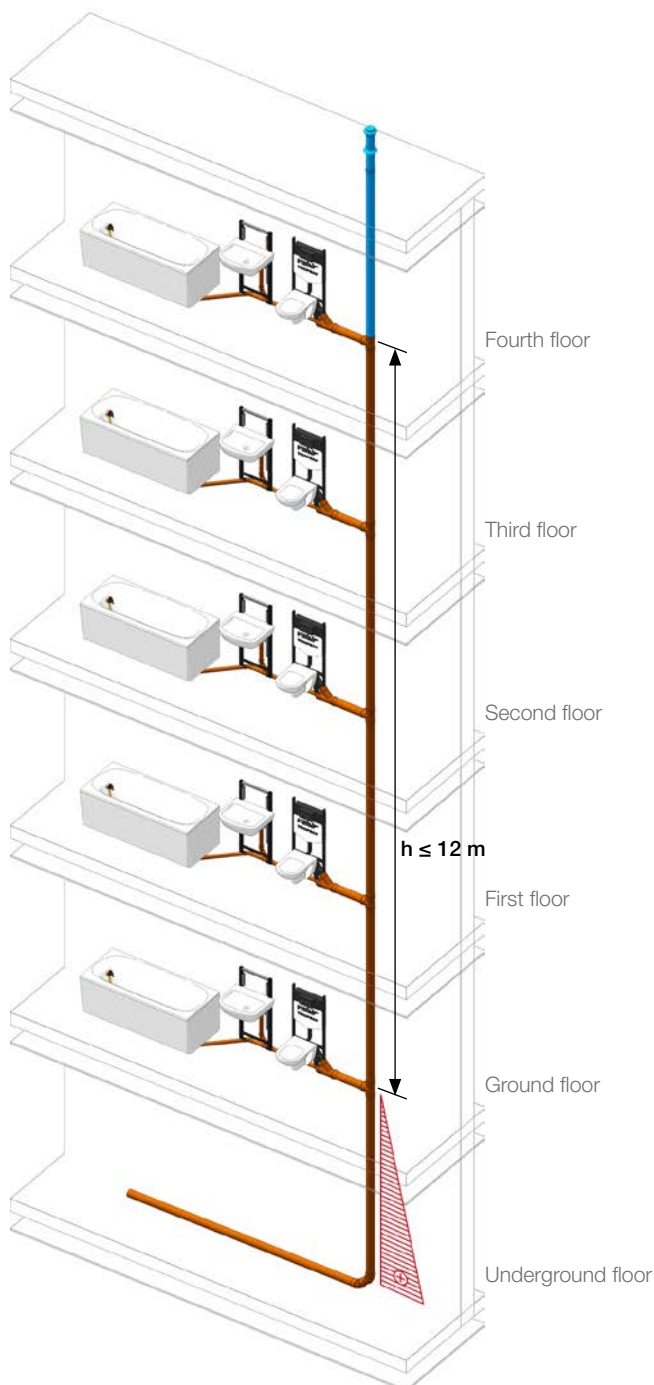 Fourth floor
Third floor
Second floor
h ≤ 12 m
First floor
Ground floor
Underground floor
+